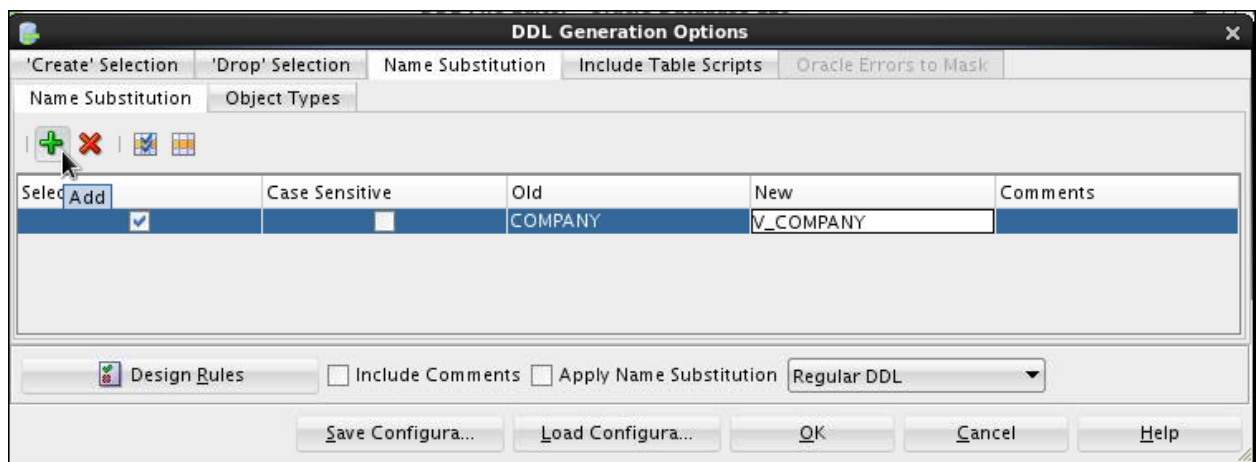 DDL Generation Options
'Create' Selection 'Drop' Selection Name Substitution Include Table Scripts Oracle Errors to Mask
Name Substitution Object Types
Selec Case Sensitive Old New Comments
Add
COMPANY V_COMPANY
Design Rules Include Comments Apply Name Substitution Regular DDL
Save Configura... Load Configura... OK Cancel Help